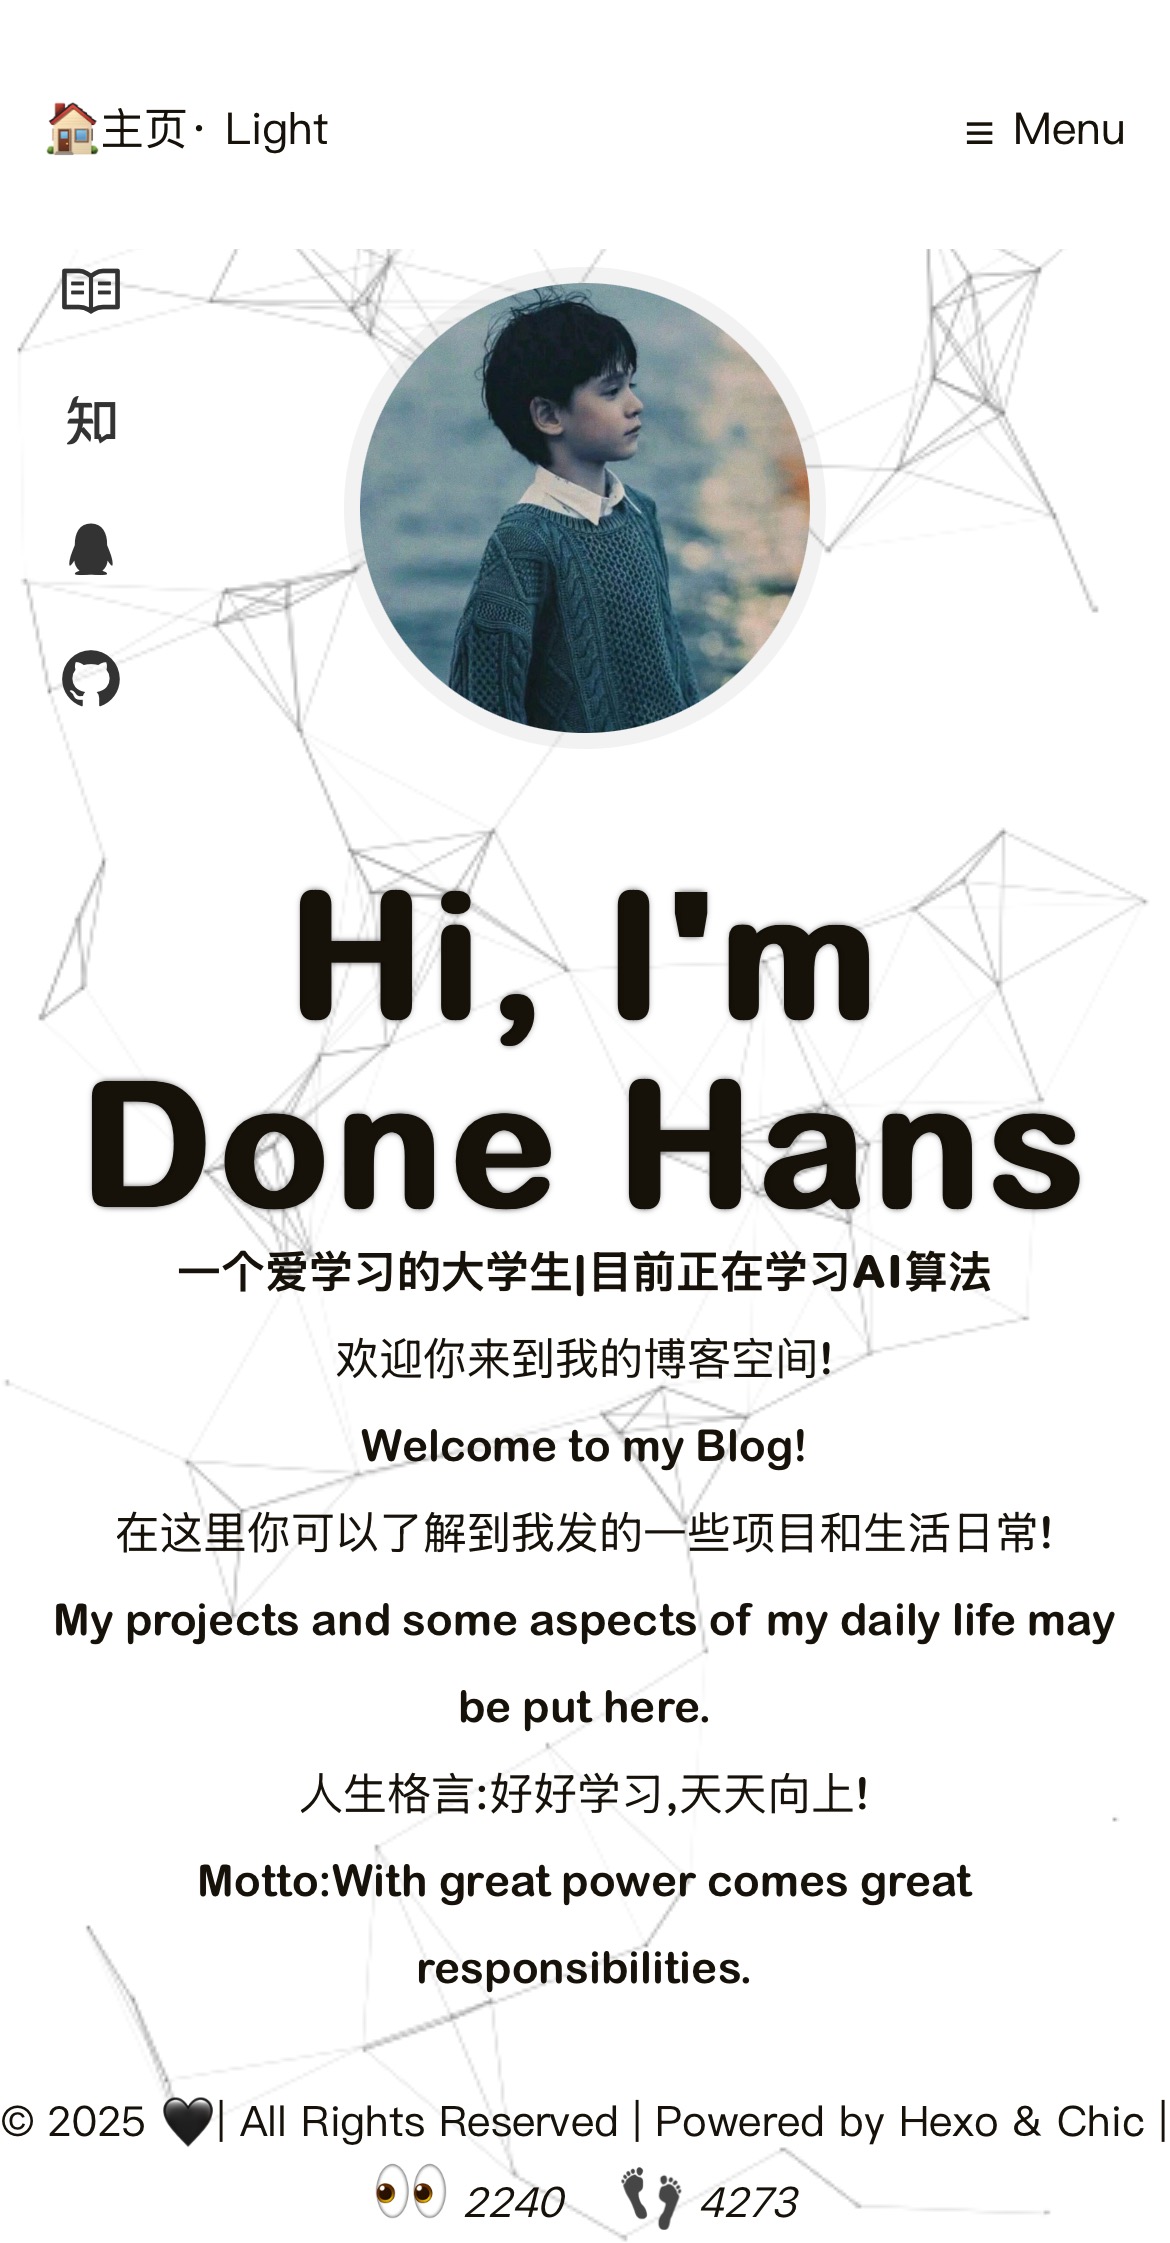 🏠主页· Light
≡ Menu
知
Hi, I'm
Done Hans
一个爱学习的大学生|目前正在学习AI算法
欢迎你来到我的博客空间!
Welcome to my Blog!
在这里你可以了解到我发的一些项目和生活日常!
My projects and some aspects of my daily life may
be put here.
人生格言:好好学习,天天向上!
Motto:With great power comes great
responsibilities.
© 2025 🖤| All Rights Reserved | Powered by Hexo & Chic |
👀 2240 👣 4273